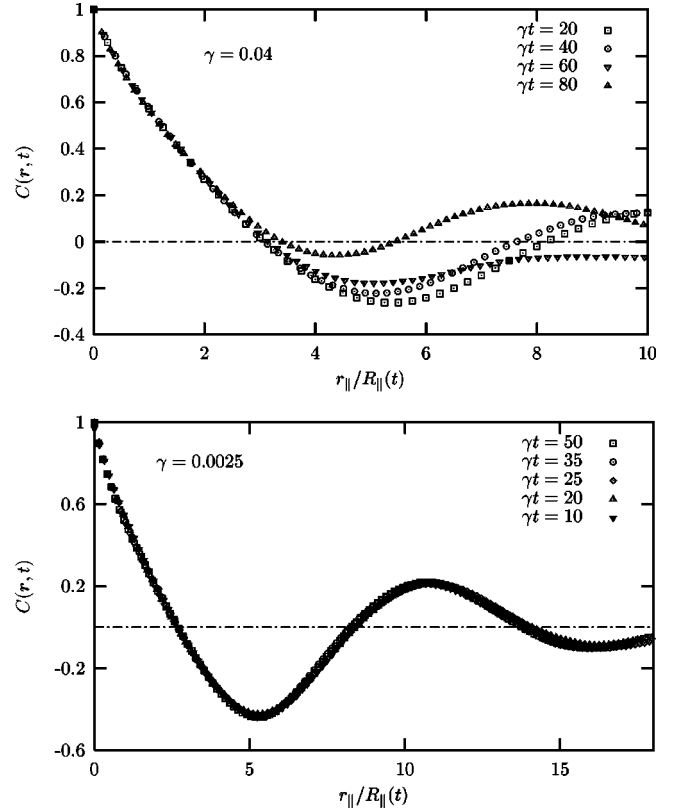 1
0.8
0.6
0.4
0.2
0
-0.2
-0.4
C(r, t)
γ = 0.04
γt = 20
γt = 40
γt = 60
γt = 80
0 2 4 6 8 10
r∥/R∥(t)
1
0.6
0.2
-0.2
-0.6
C(r, t)
γ = 0.0025
γt = 50
γt = 35
γt = 25
γt = 20
γt = 10
0 5 10 15
r∥/R∥(t)